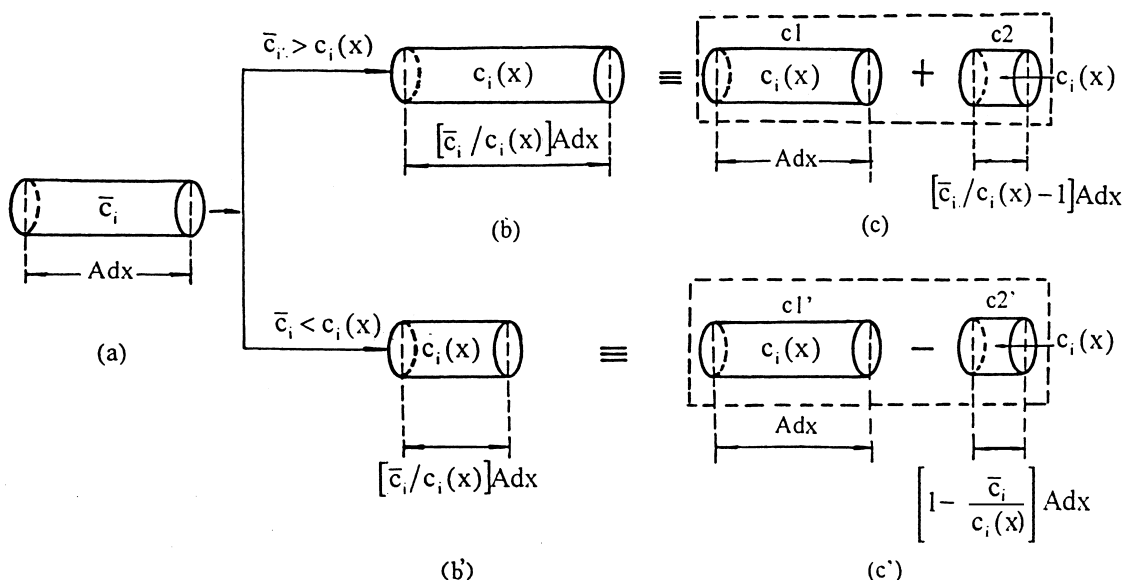 c̄ᵢ > cᵢ(x)
cᵢ(x)
[c̄ᵢ/cᵢ(x)]Adx
(b)
≡
c1
cᵢ(x)
Adx
+
c2
cᵢ(x)
[c̄ᵢ/cᵢ(x)−1]Adx
(c)
c̄ᵢ
Adx
(a)
c̄ᵢ < cᵢ(x)
cᵢ(x)
[c̄ᵢ/cᵢ(x)]Adx
(b')
≡
c1'
cᵢ(x)
Adx
−
c2'
cᵢ(x)
[1− c̄ᵢ/cᵢ(x)] Adx
(c')